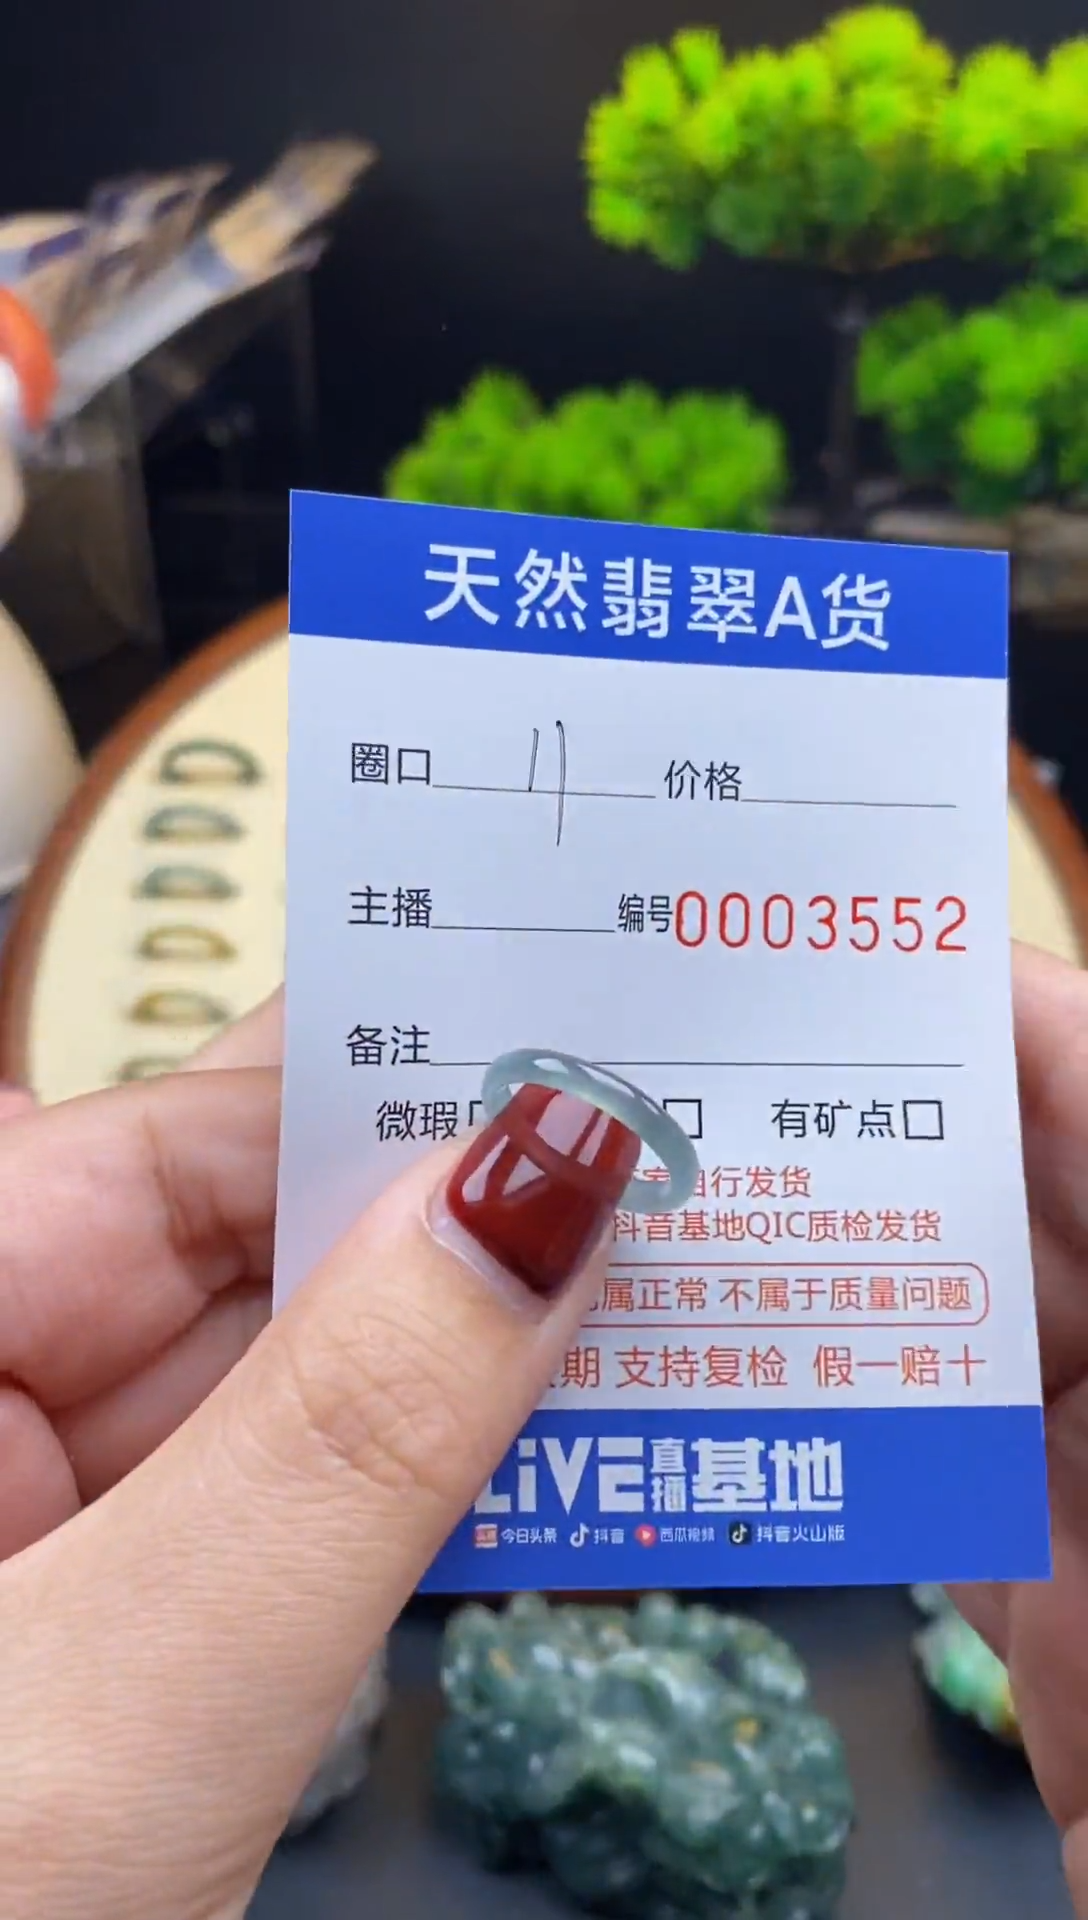 天然翡翠A货
圈口 11 价格
主播 编号0003552
备注
微瑕 有矿点
自行发货
抖音基地QIC质检发货
属正常 不属于质量问题
期 支持复检 假一赔十
LiVE直播基地
今日头条 抖音 西瓜视频 抖音火山版